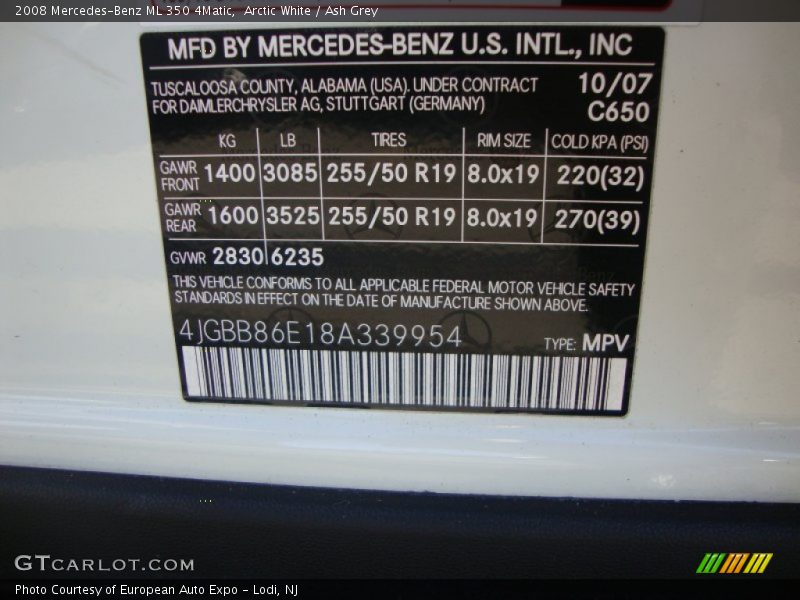 2008 Mercedes-Benz ML 350 4Matic, Arctic White / Ash Grey
MFD BY MERCEDES-BENZ U.S. INTL., INC
TUSCALOOSA COUNTY, ALABAMA (USA). UNDER CONTRACT 10/07
FOR DAIMLERCHRYSLER AG, STUTTGART (GERMANY) C650
KG LB TIRES RIM SIZE COLD KPA (PSI)
GAWR FRONT 1400 3085 255/50 R19 8.0x19 220(32)
GAWR REAR 1600 3525 255/50 R19 8.0x19 270(39)
GVWR 2830 6235
THIS VEHICLE CONFORMS TO ALL APPLICABLE FEDERAL MOTOR VEHICLE SAFETY
STANDARDS IN EFFECT ON THE DATE OF MANUFACTURE SHOWN ABOVE.
4JGBB86E18A339954 TYPE: MPV
GTCARLOT.COM
Photo Courtesy of European Auto Expo - Lodi, NJ